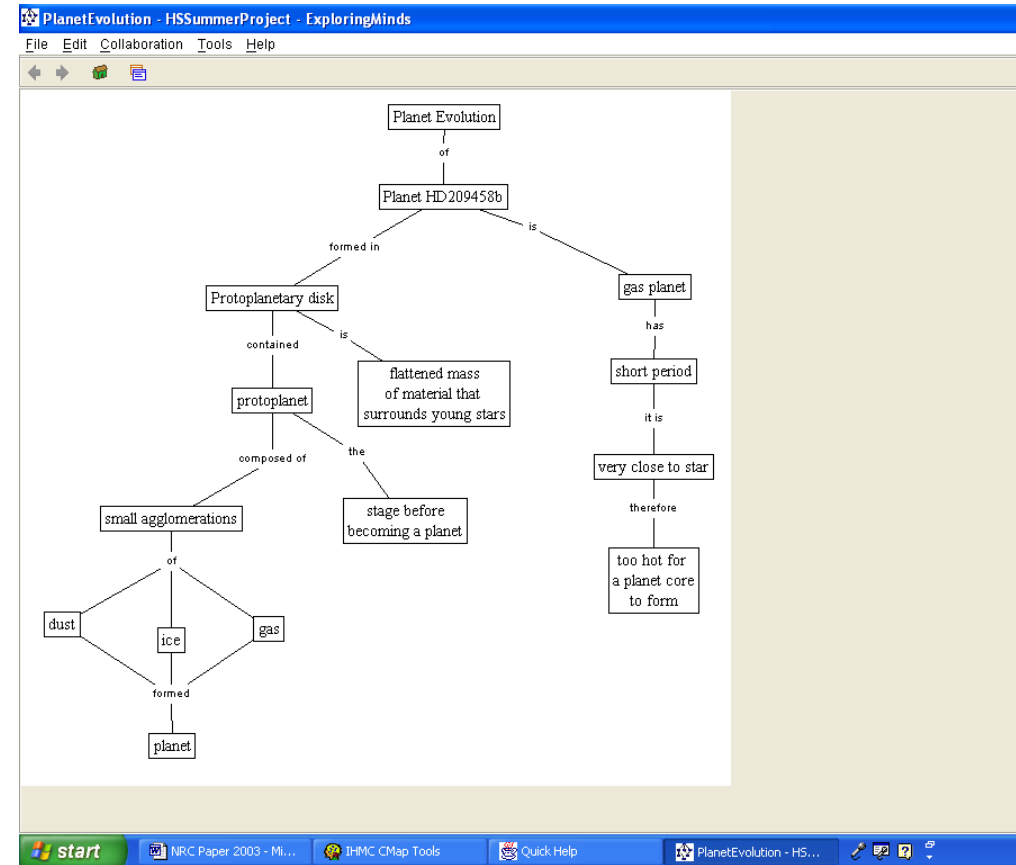 PlanetEvolution - HSSummerProject - ExploringMinds
File Edit Collaboration Tools Help
Planet Evolution
of
Planet HD209458b
is
formed in
gas planet
Protoplanetary disk
has
is
contained
short period
flattened mass
of material that
surrounds young stars
protoplanet
it is
the
composed of
very close to star
stage before
becoming a planet
therefore
small agglomerations
too hot for
a planet core
to form
of
dust
gas
ice
formed
planet
start
NRC Paper 2003 - Mi...
IHMC CMap Tools
Quick Help
PlanetEvolution - HS...